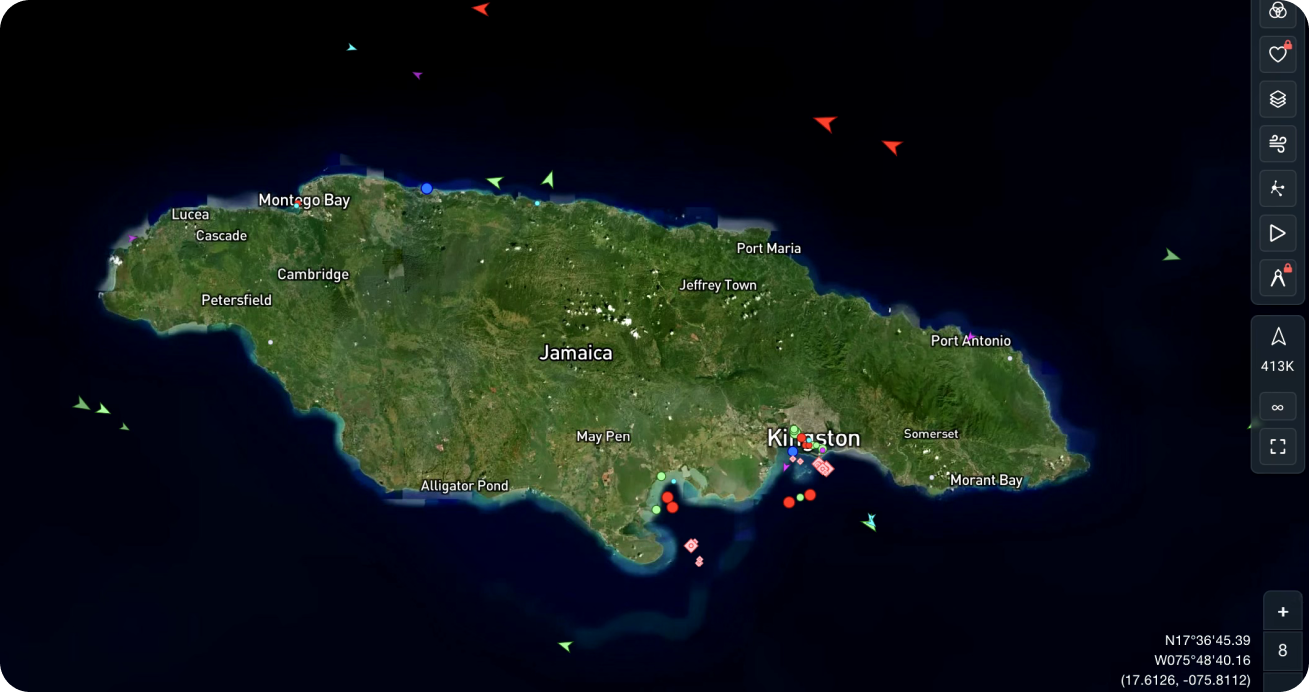 Montego Bay
Lucea
Cascade
Port Maria
Cambridge
Jeffrey Town
Petersfield
Port Antonio
Jamaica
413K
∞
May Pen
Kingston
Somerset
Alligator Pond
Morant Bay
+
N17°36'45.39
W075°48'40.16
8
(17.6126, -075.8112)